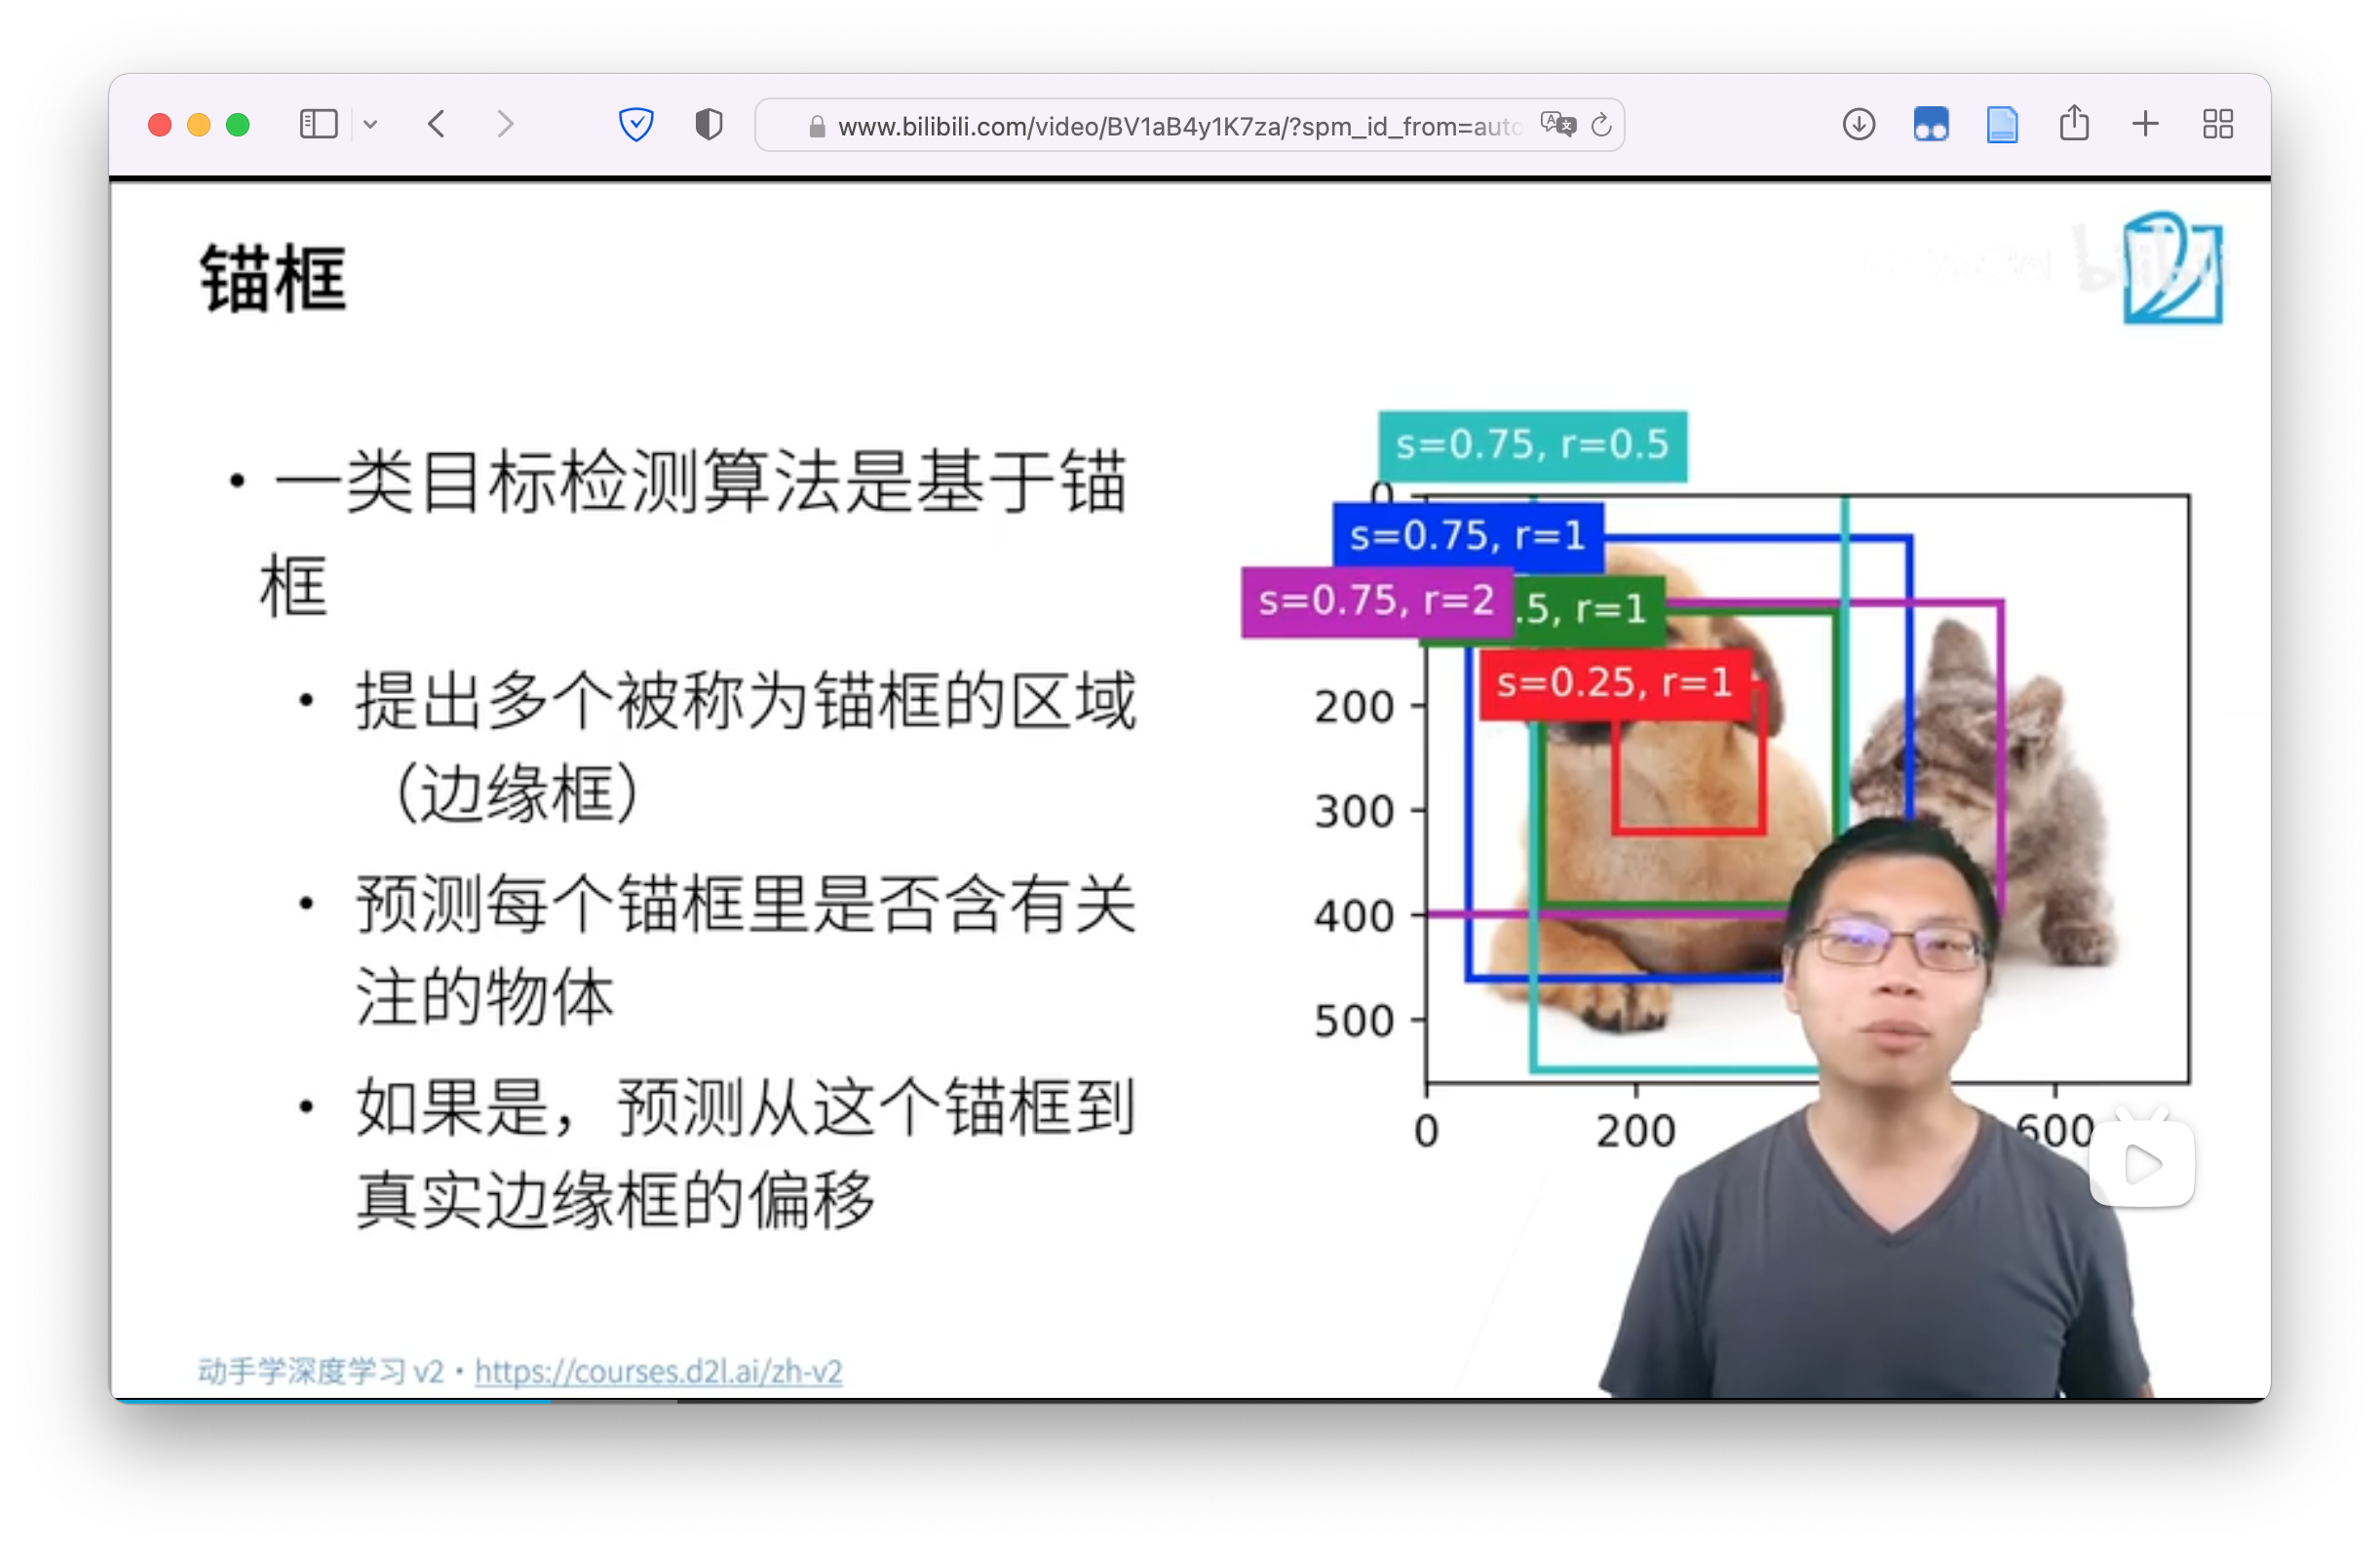 www.bilibili.com/video/BV1aB4y1K7za/?spm_id_from=auto
锚框
bilibili
• 一类目标检测算法是基于锚
框
• 提出多个被称为锚框的区域
（边缘框）
• 预测每个锚框里是否含有关
注的物体
• 如果是，预测从这个锚框到
真实边缘框的偏移
s=0.75, r=0.5
0
s=0.75, r=1
s=0.75, r=2
.5, r=1
s=0.25, r=1
200
300
400
500
0
200
600
动手学深度学习 v2 • https://courses.d2l.ai/zh-v2